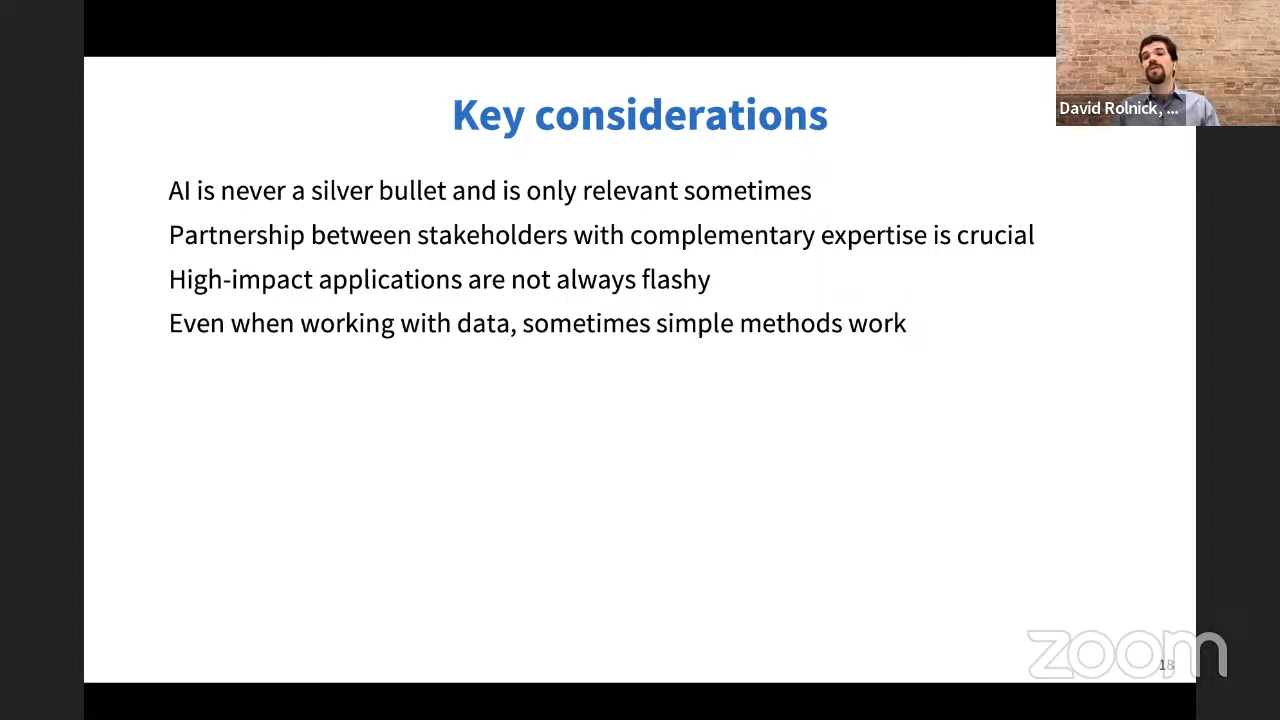 Key considerations
David Rolnick, ...
AI is never a silver bullet and is only relevant sometimes
Partnership between stakeholders with complementary expertise is crucial
High-impact applications are not always flashy
Even when working with data, sometimes simple methods work
zoom
18